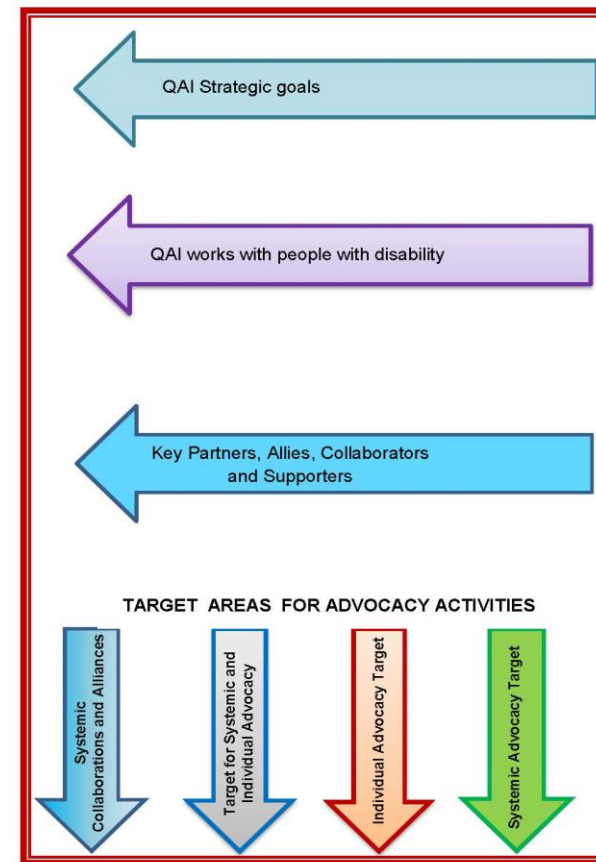 QAI Strategic goals
QAI works with people with disability
Key Partners, Allies, Collaborators
and Supporters
TARGET AREAS FOR ADVOCACY ACTIVITIES
Systemic
Collaborations and Alliances
Target for Systemic and
Individual Advocacy
Individual Advocacy Target
Systemic Advocacy Target